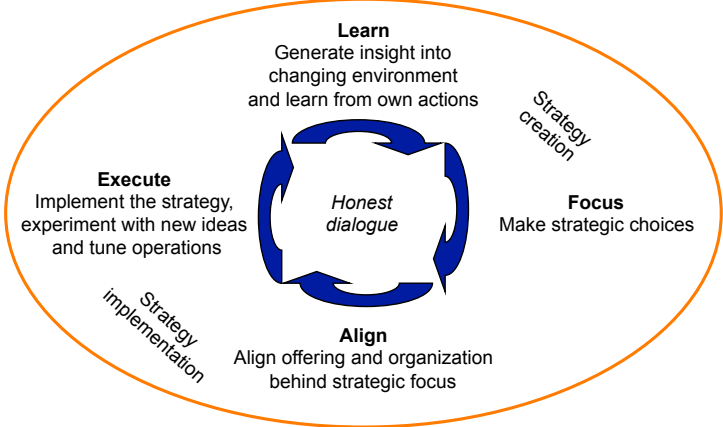 Learn
Generate insight into
changing environment
and learn from own actions
Strategy
creation
Execute
Implement the strategy,
experiment with new ideas
and tune operations
Honest
dialogue
Focus
Make strategic choices
Strategy
implementation
Align
Align offering and organization
behind strategic focus